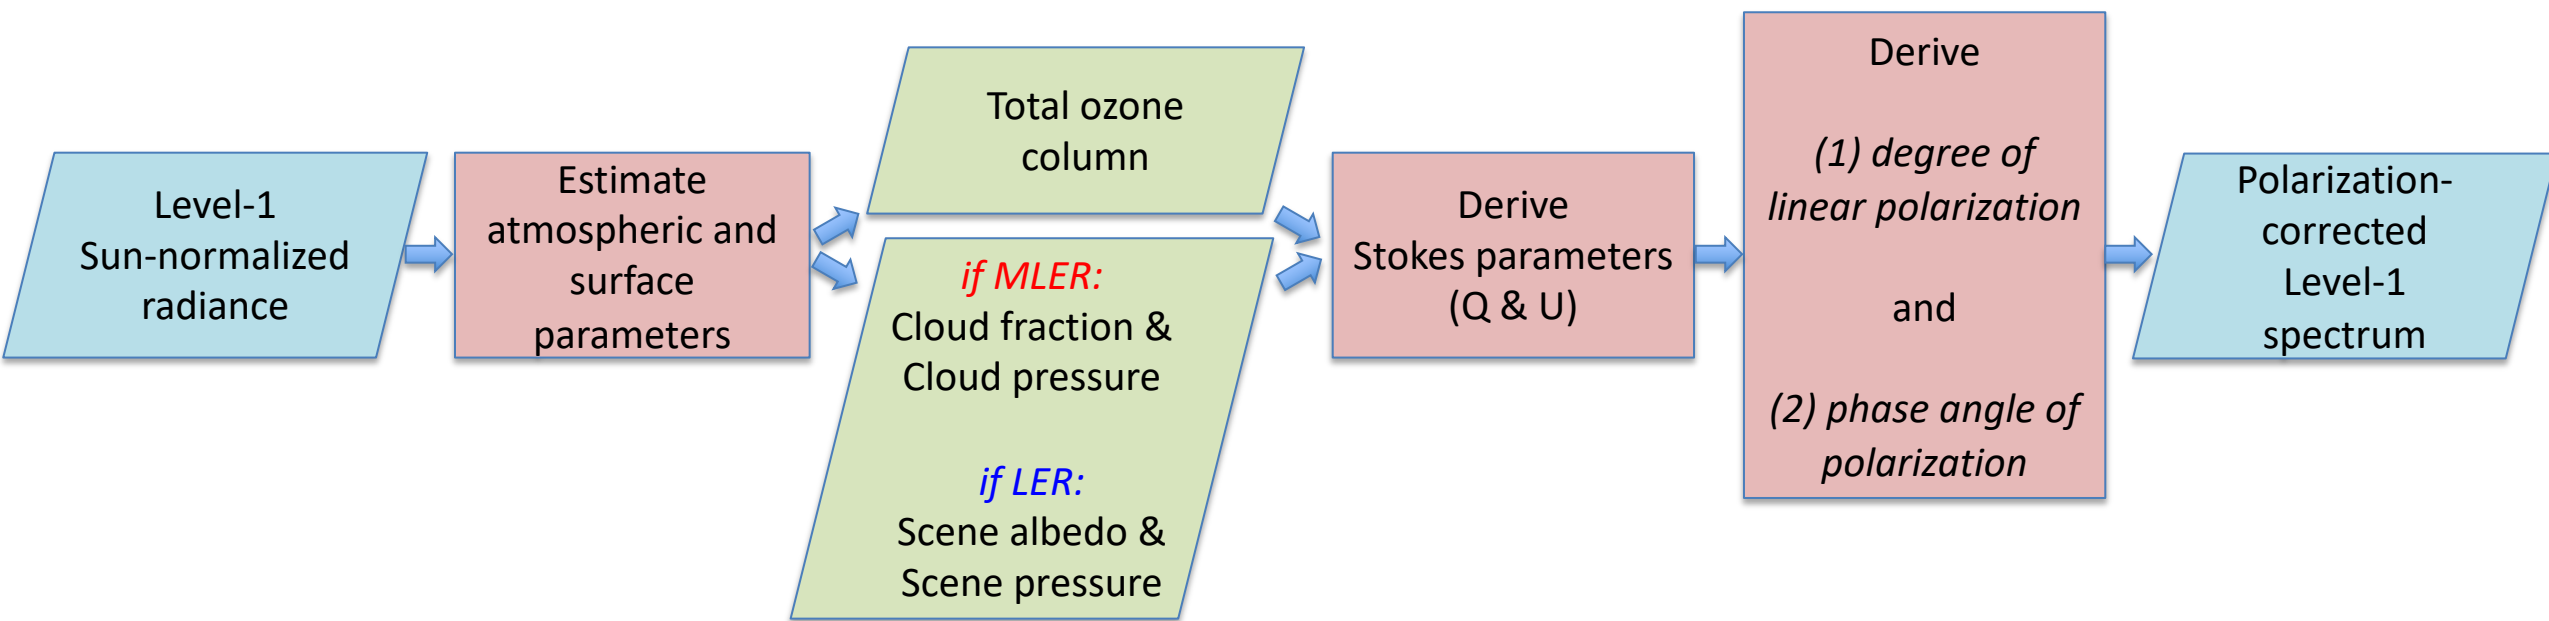 Level-1
Sun-normalized
radiance
Estimate
atmospheric and
surface
parameters
Total ozone
column
if MLER:
Cloud fraction &
Cloud pressure
if LER:
Scene albedo &
Scene pressure
Derive
Stokes parameters
(Q & U)
Derive
(1) degree of
linear polarization
and
(2) phase angle of
polarization
Polarization-
corrected
Level-1
spectrum